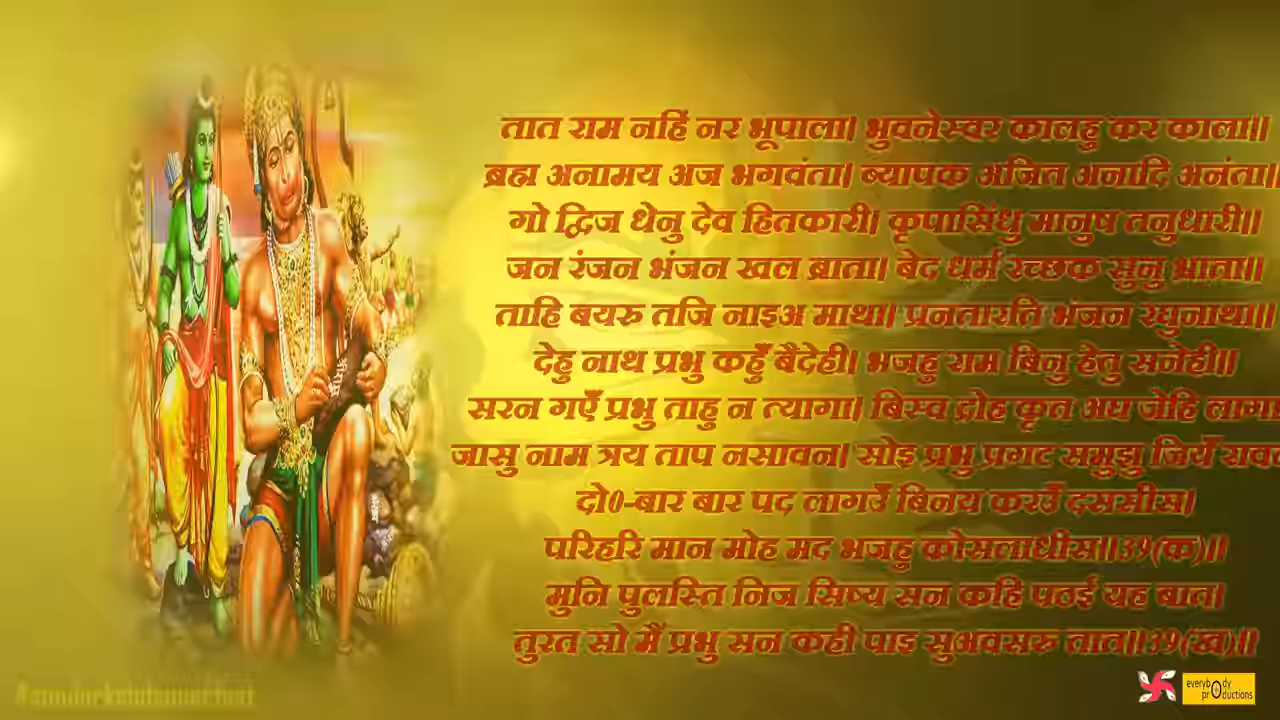 तात राम नहिं नर भूपाला। भुवनेस्वर कालहु कर काला॥
ब्रह्म अनामय अज भगवंता। ब्यापक अजित अनादि अनंता॥
गो द्विज धेनु देव हितकारी। कृपासिंधु मानुष तनुधारी॥
जन रंजन भंजन खल ब्राता। बेद धर्म रच्छक सुनु भ्राता॥
ताहि बयरु तजि नाइअ माथा। प्रनतारति भंजन रघुनाथा॥
देहु नाथ प्रभु कहुँ बैदेही। भजहु राम बिनु हेतु सनेही॥
सरन गएँ प्रभु ताहु न त्यागा। बिस्व द्रोह कृत अघ जेहि लागा
जासु नाम त्रय ताप नसावन। सोइ प्रभु प्रगट समुझु जियँ
दो0-बार बार पद लागउँ बिनय करउँ दससीस।
परिहरि मान मोह मद भजहु कोसलाधीस॥39(क)॥
मुनि पुलस्ति निज सिष्य सन कहि पठई यह बात।
तुरत सो मैं प्रभु सन कही पाइ सुअवसरु तात॥39(ख)॥
everybody
productions